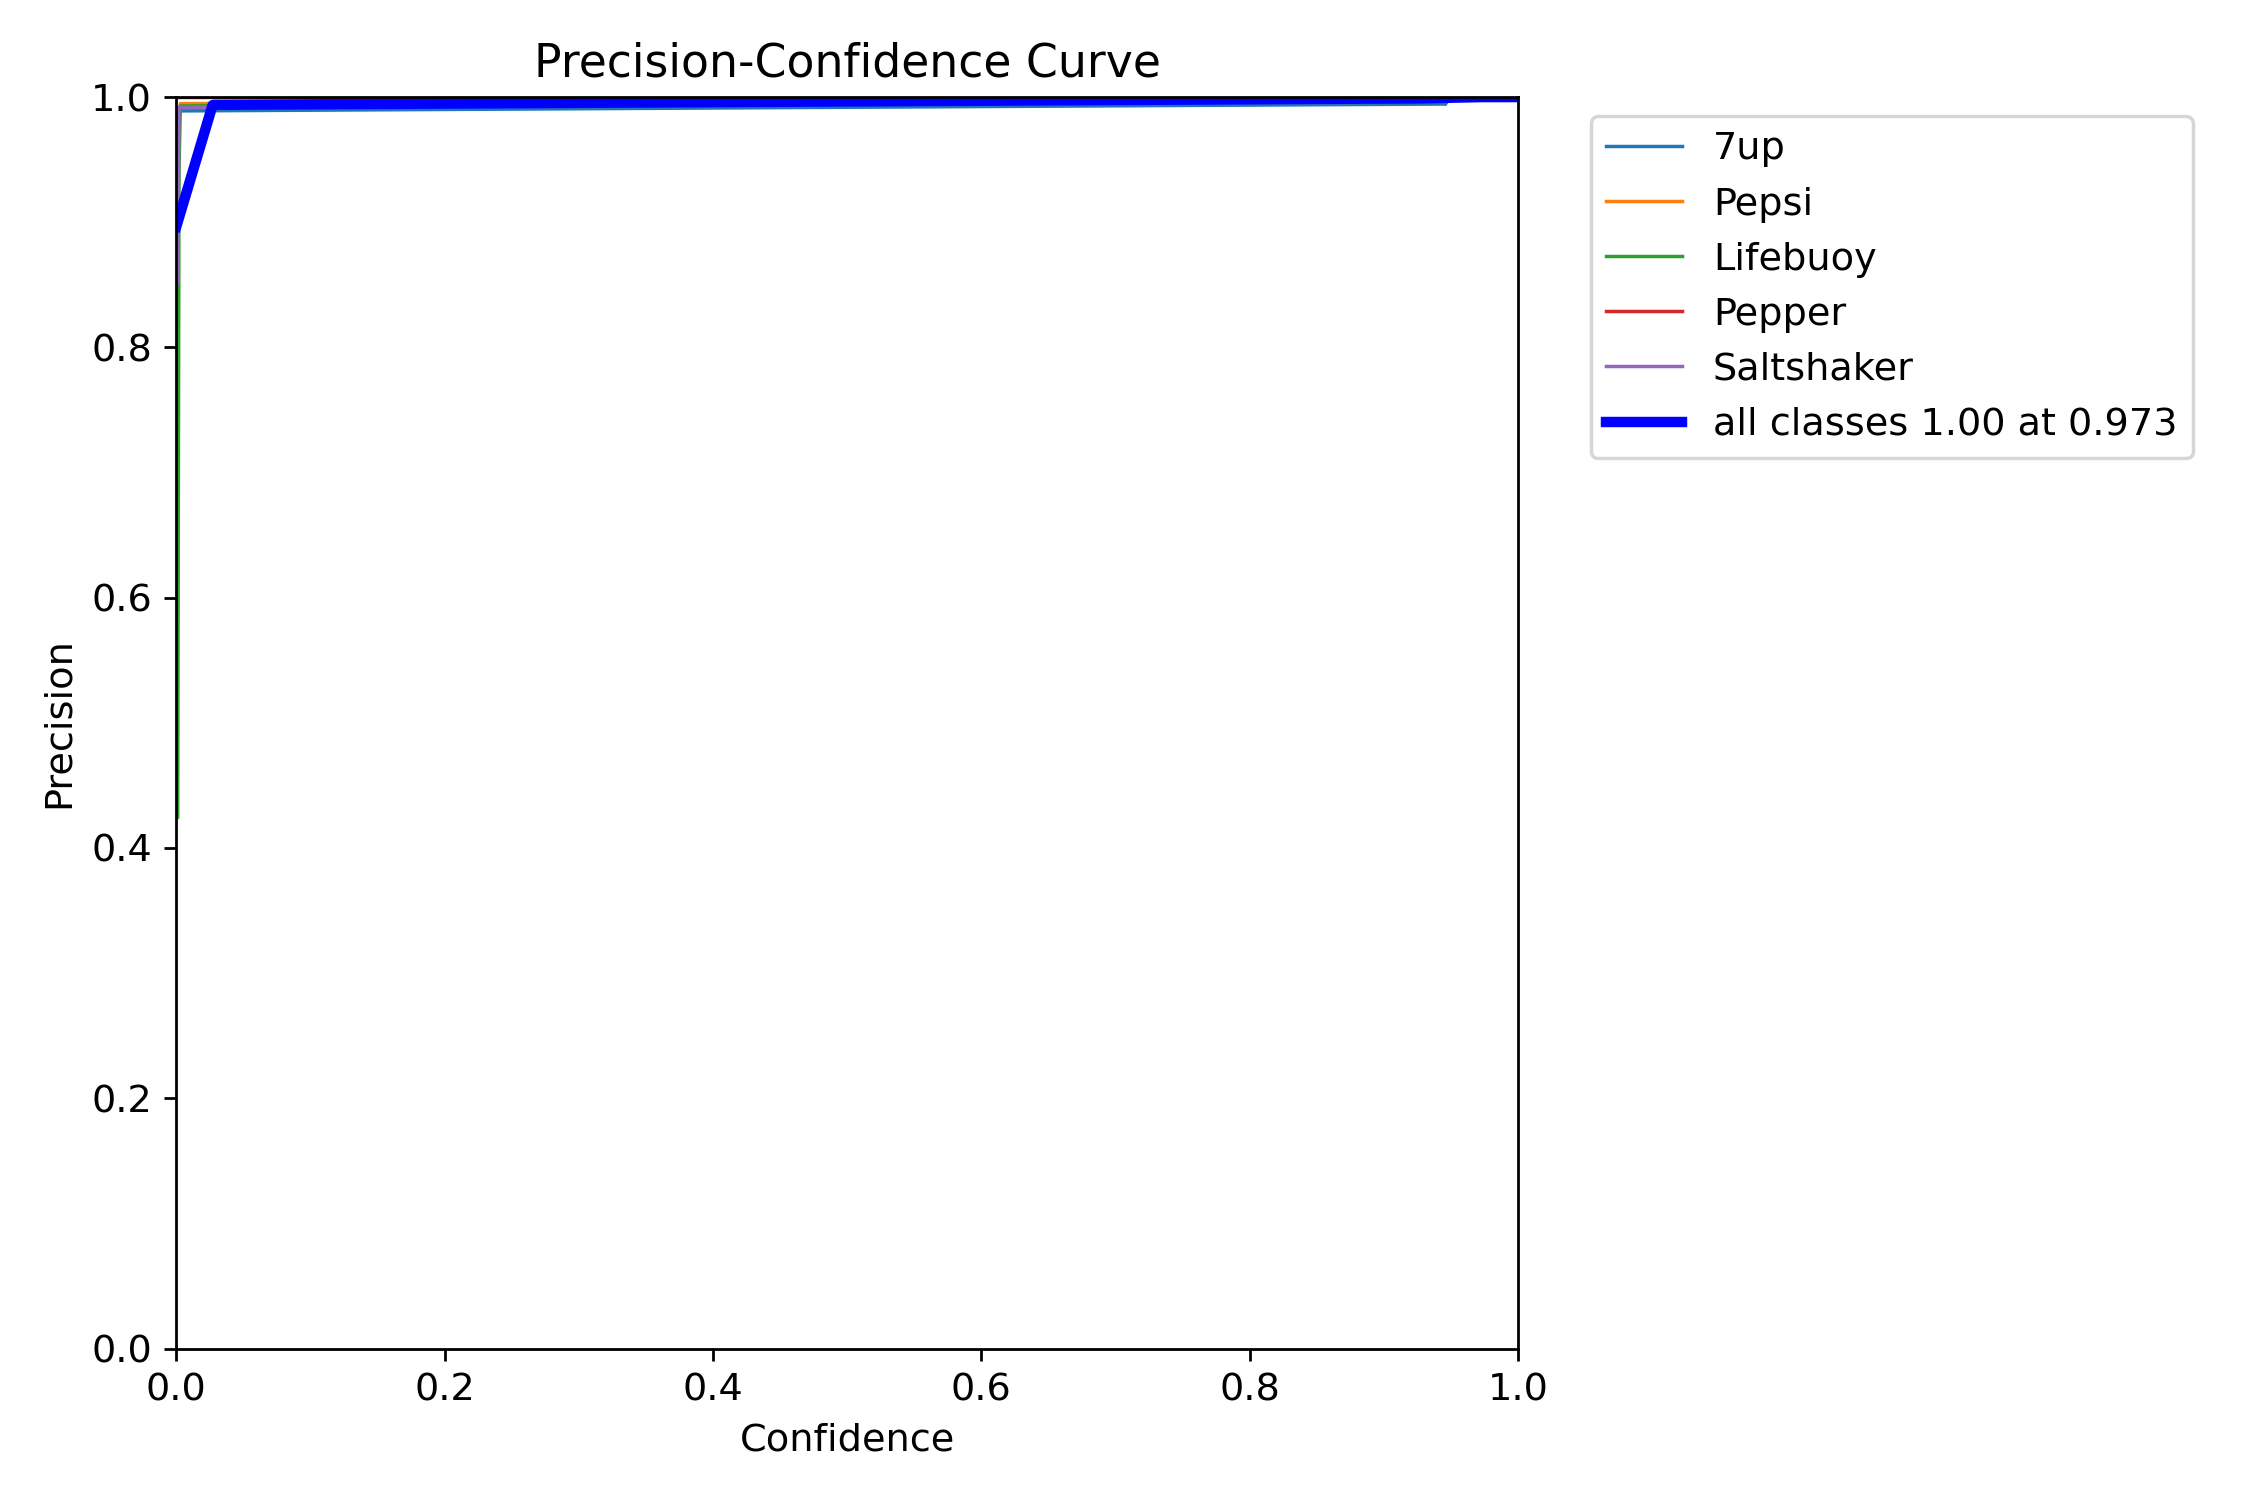 Precision-Confidence Curve
1.0
0.8
0.6
0.4
0.2
0.0
Precision
0.0 0.2 0.4 0.6 0.8 1.0
Confidence
7up
Pepsi
Lifebuoy
Pepper
Saltshaker
all classes 1.00 at 0.973